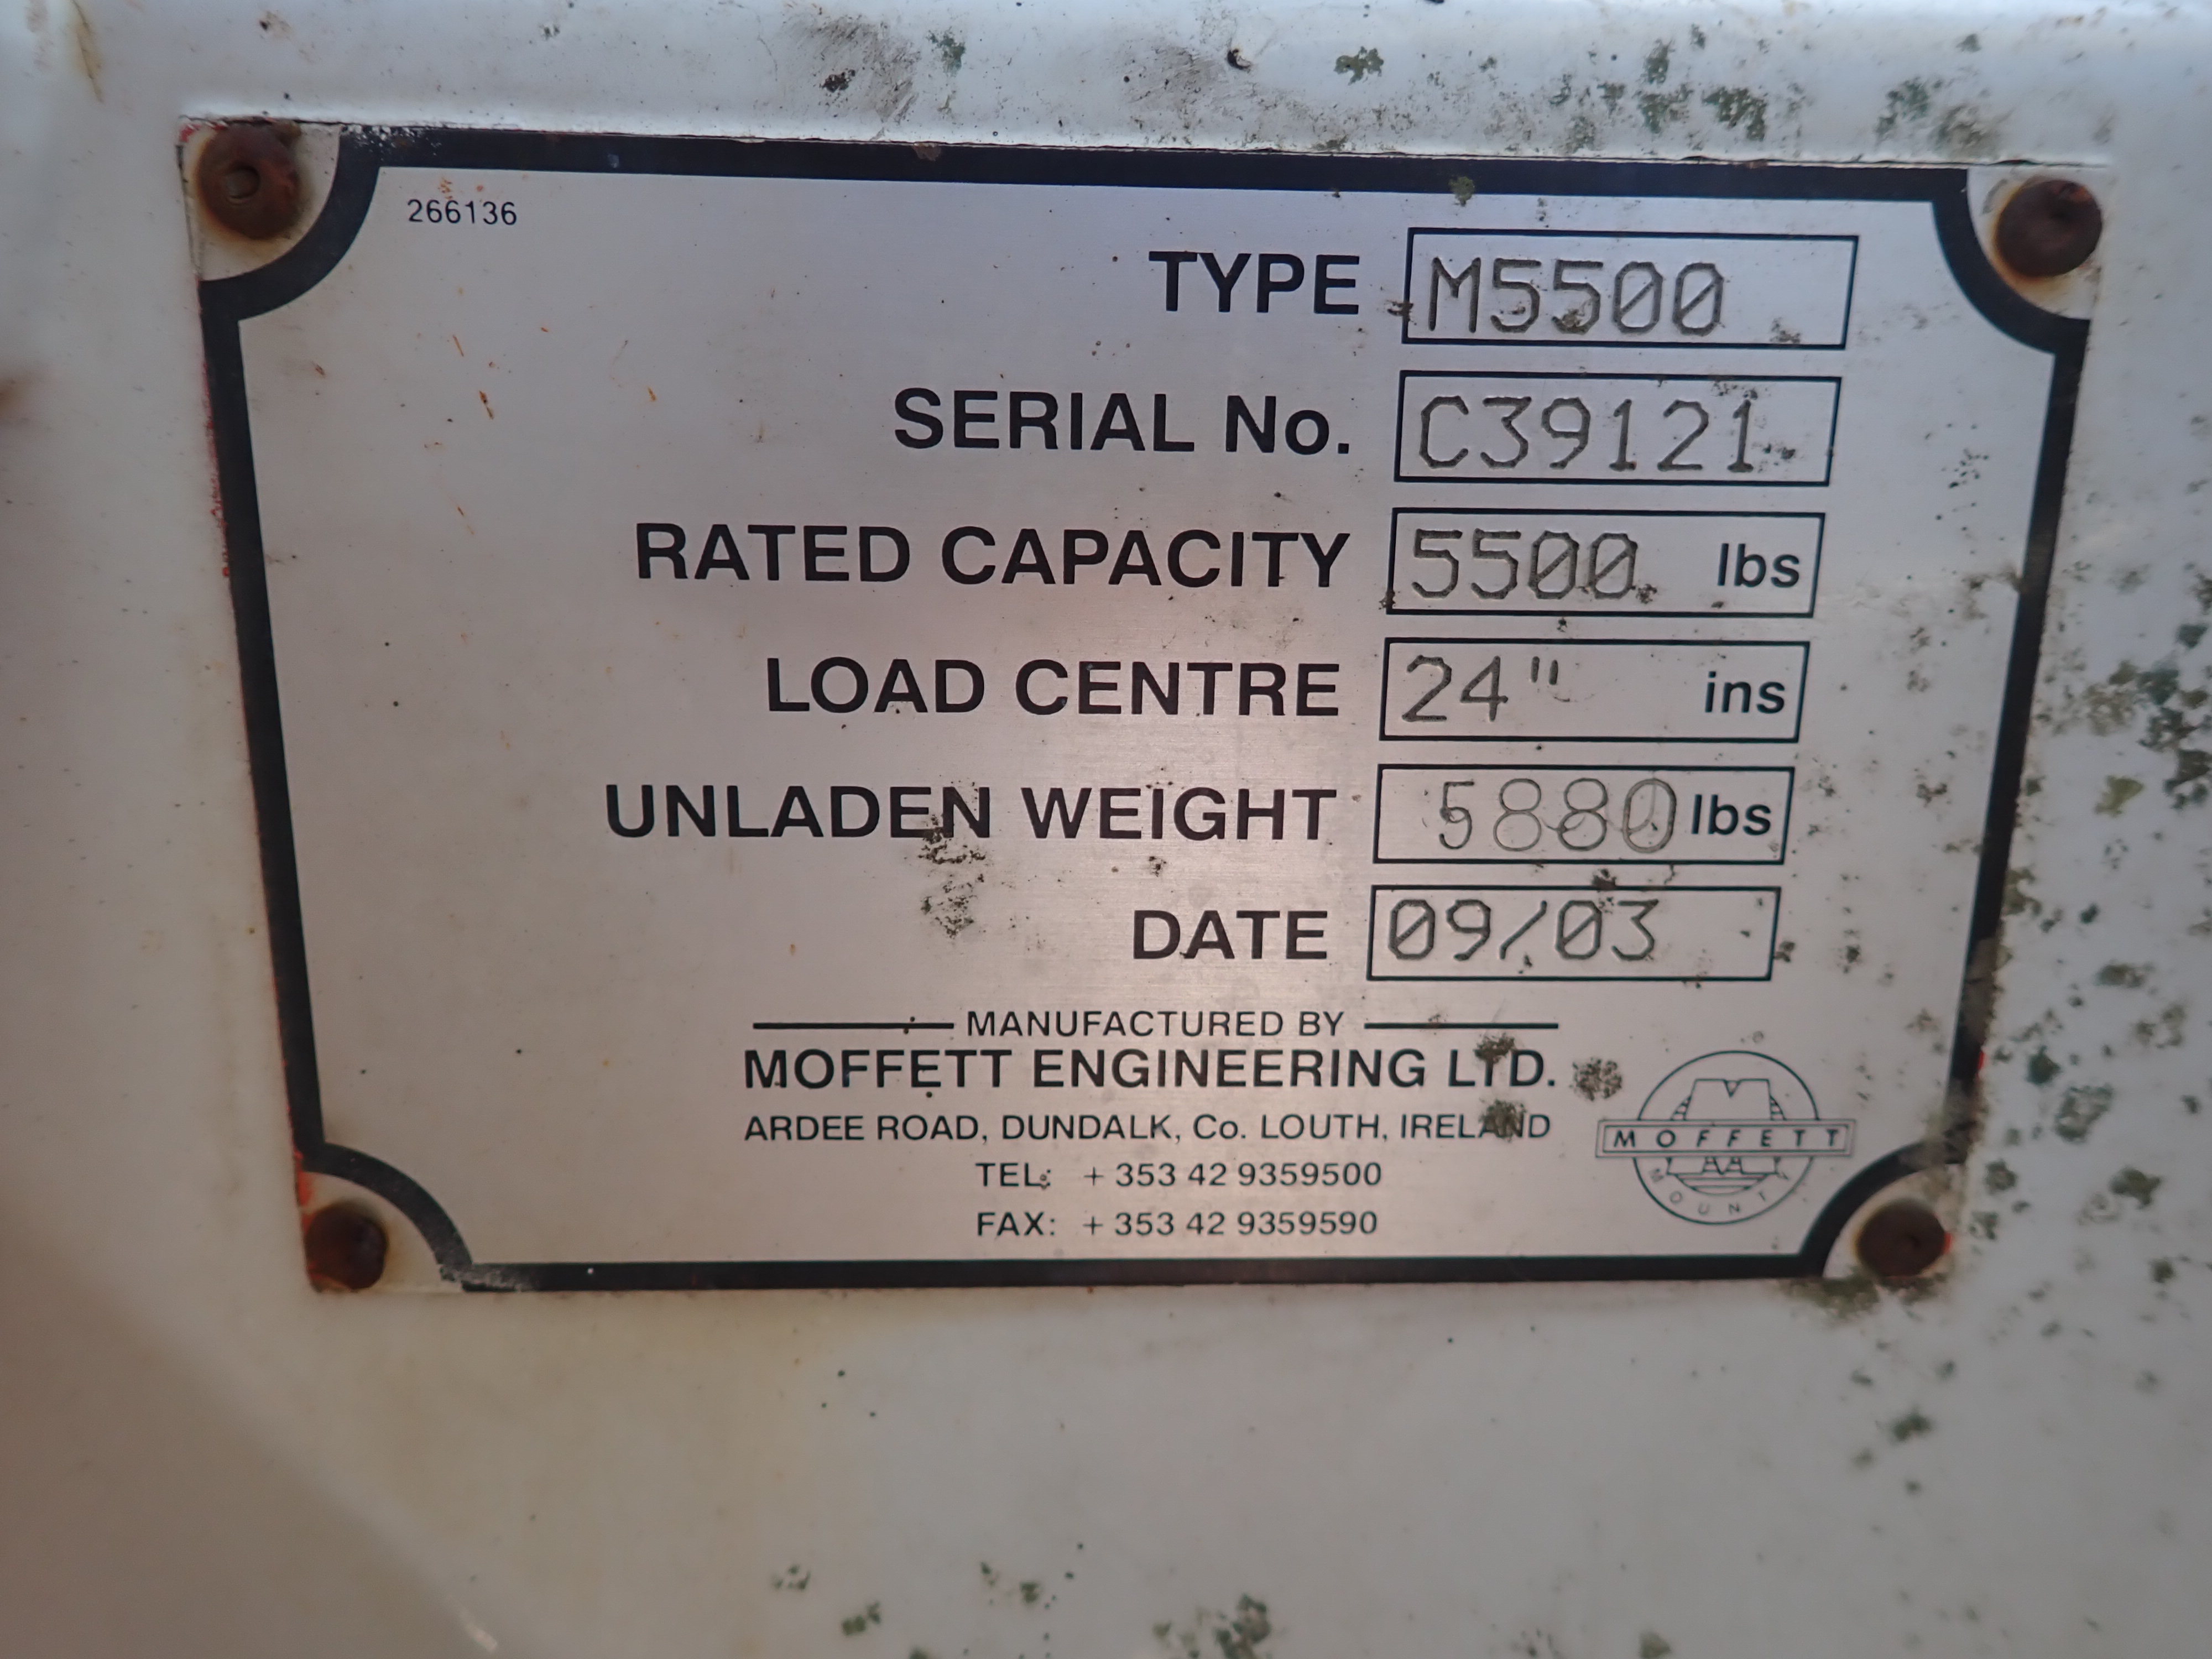 266136
TYPE M5500
SERIAL No. C39121
RATED CAPACITY 5500 lbs
LOAD CENTRE 24" ins
UNLADEN WEIGHT 5880 lbs
DATE 09/03
MANUFACTURED BY
MOFFETT ENGINEERING LTD.
ARDEE ROAD, DUNDALK, Co. LOUTH, IRELAND
TEL: + 353 42 9359500
FAX: + 353 42 9359590
MOFFETT
MOUNTY